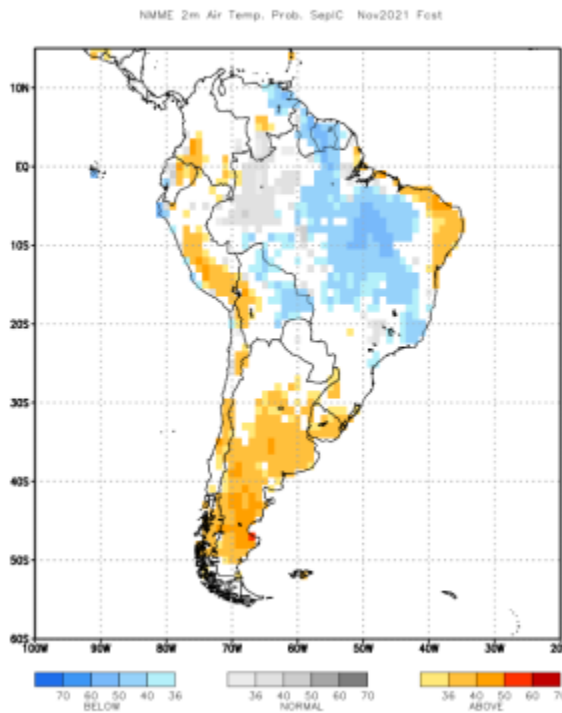 NMME 2m Air Temp. Prob. SepIC Nov2021 Fcst
10N
EQ
10S
20S
30S
40S
50S
60S
100W 90W 80W 70W 60W 50W 40W 30W 20
70 60 50 40 36 36 40 50 60 70 36 40 50 60 70
BELOW NORMAL ABOVE